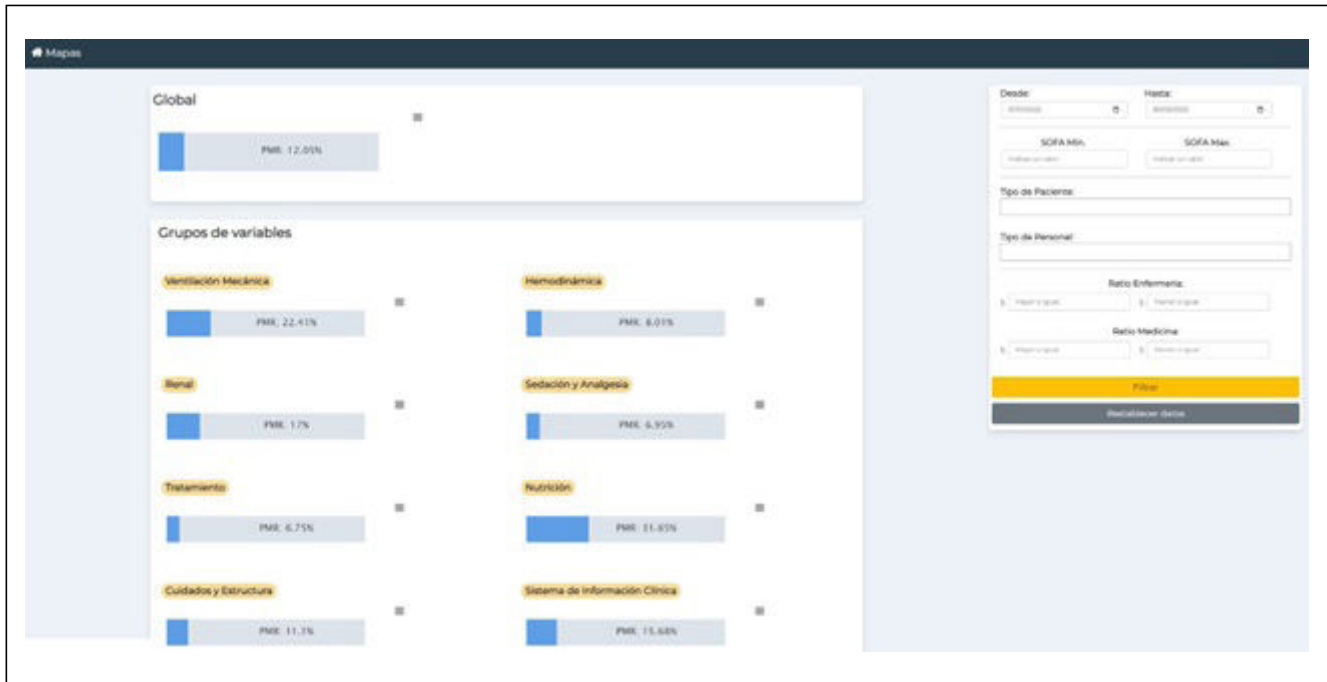 Mapas
Global
PMR: 12.05%
Grupos de variables
Ventilación Mecánica
Hemodinámica
PMR: 22.41%
PMR: 8.01%
Renal
Sedación y Analgesia
PMR: 17%
PMR: 6.95%
Tratamiento
Nutrición
PMR: 6.75%
PMR: 31.65%
Cuidados y Estructura
Sistema de Información Clínica
PMR: 11.1%
PMR: 15.68%
Desde:
Hasta:
SOFA Min.
SOFA Max
Tipo de Paciente:
Tipo de Personal:
Ratio Enfermería:
Ratio Medicina:
Filtrar
Restablecer datos